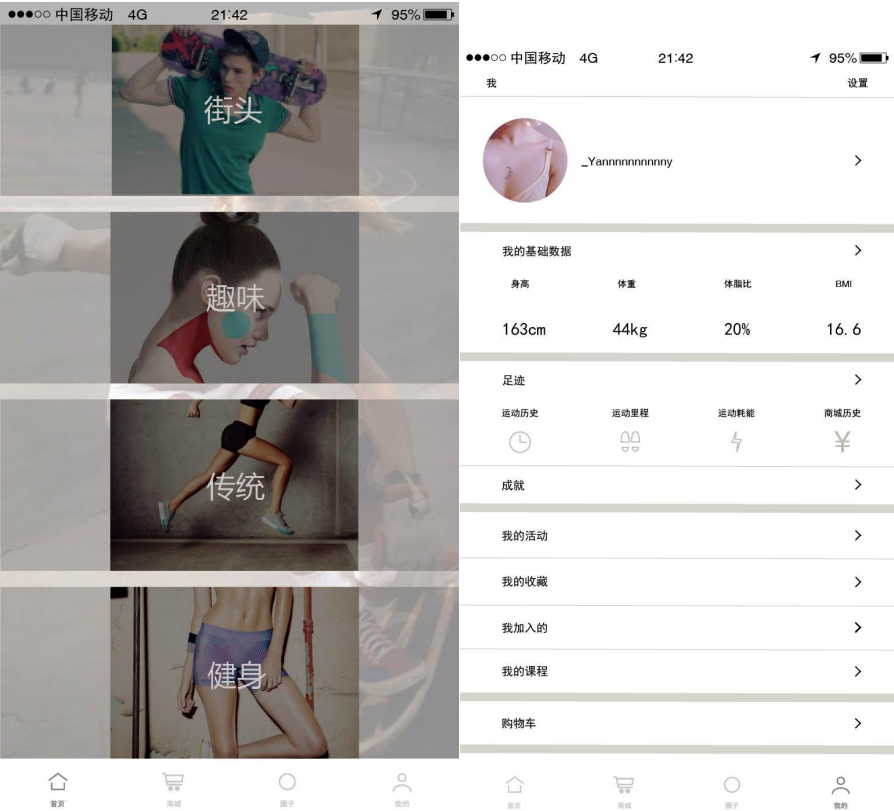 中国移动 4G 21:42 95%
街头
趣味
传统
健身
首页 商城 圈子 我的
中国移动 4G 21:42 95%
我 设置
_Yannnnnnnnny
我的基础数据
身高 体重 体脂比 BMI
163cm 44kg 20% 16.6
足迹
运动历史 运动里程 运动耗能 商城历史
¥
成就
我的活动
我的收藏
我加入的
我的课程
购物车
首页 商城 圈子 我的